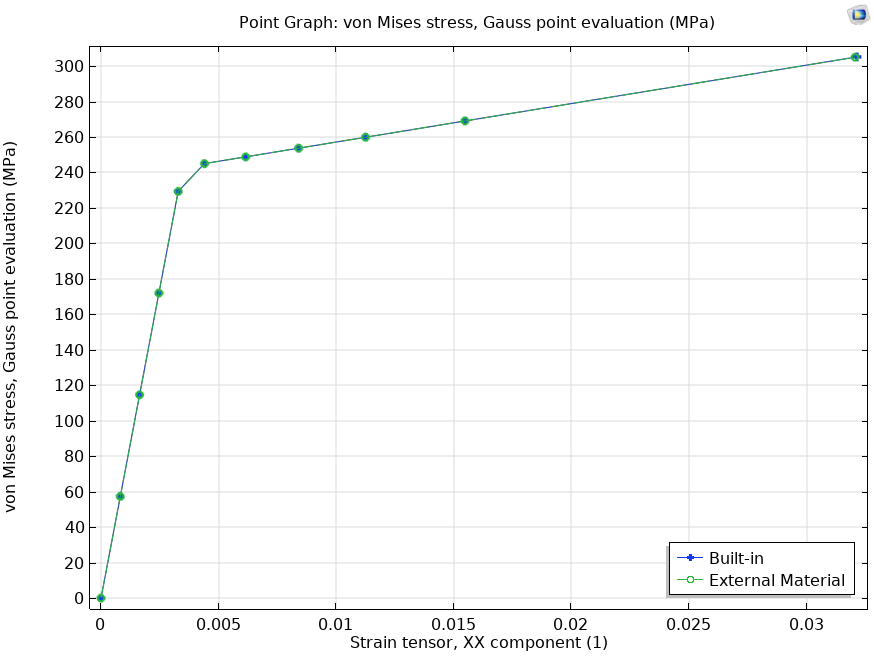 Point Graph: von Mises stress, Gauss point evaluation (MPa)
von Mises stress, Gauss point evaluation (MPa)
300
280
260
240
220
200
180
160
140
120
100
80
60
40
20
0
Built-in
External Material
0 0.005 0.01 0.015 0.02 0.025 0.03
Strain tensor, XX component (1)